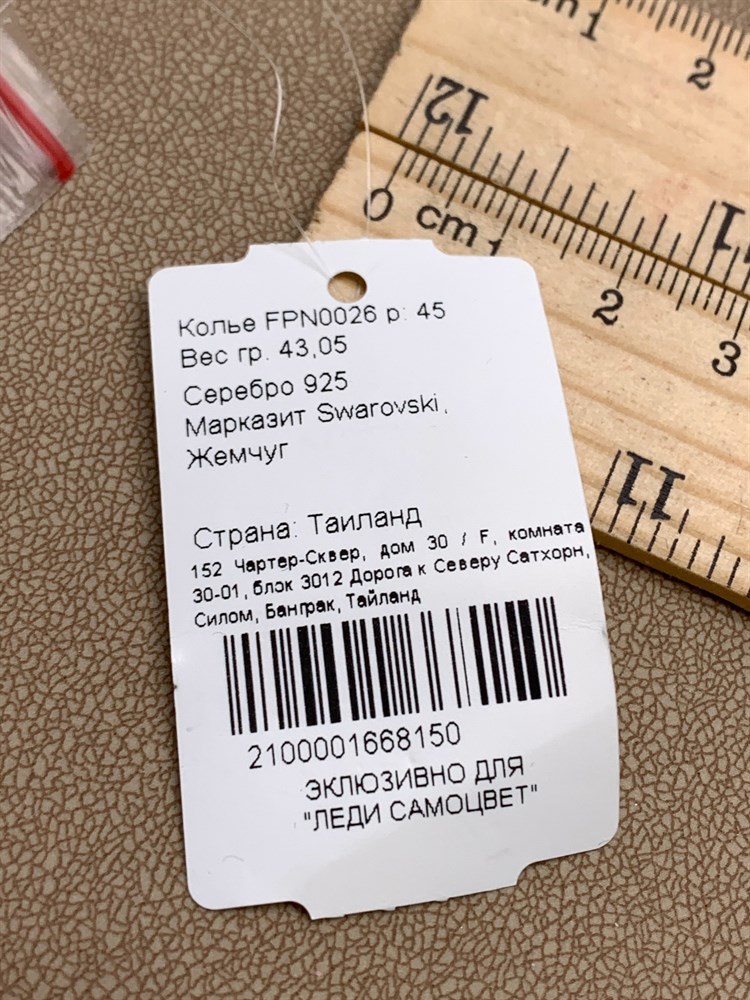 Колье FPN0026 р: 45
Вес гр. 43,05
Серебро 925
Марказит Swarovski,
Жемчуг
Страна: Таиланд
152 Чартер-Сквер, дом 30 / F, комната
30-01, блок 3012 Дорога к Северу Сатхорн,
Силом, Банграк, Тайланд
2100001668150
ЭКЛЮЗИВНО ДЛЯ
"ЛЕДИ САМОЦВЕТ"
cm 1 2
12
0 cm 1 2 3
11
11